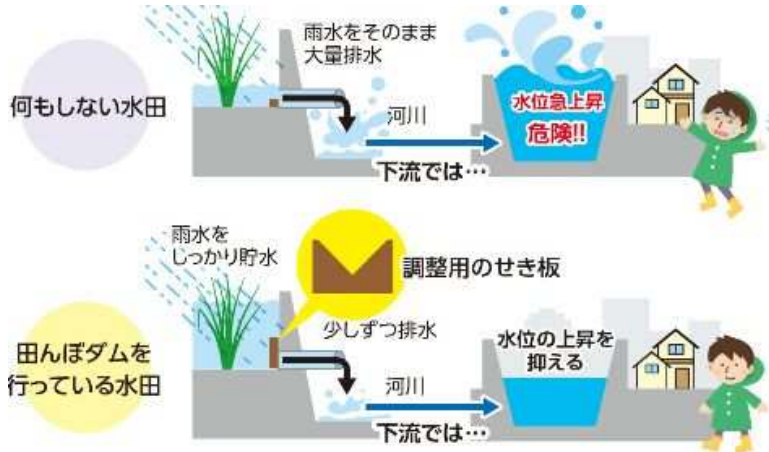 雨水をそのまま
大量排水
何もしない水田
河川
水位急上昇
危険!!
下流では…
雨水を
しっかり貯水
調整用のせき板
田んぼダムを
行っている水田
少しずつ排水
水位の上昇を
抑える
河川
下流では…